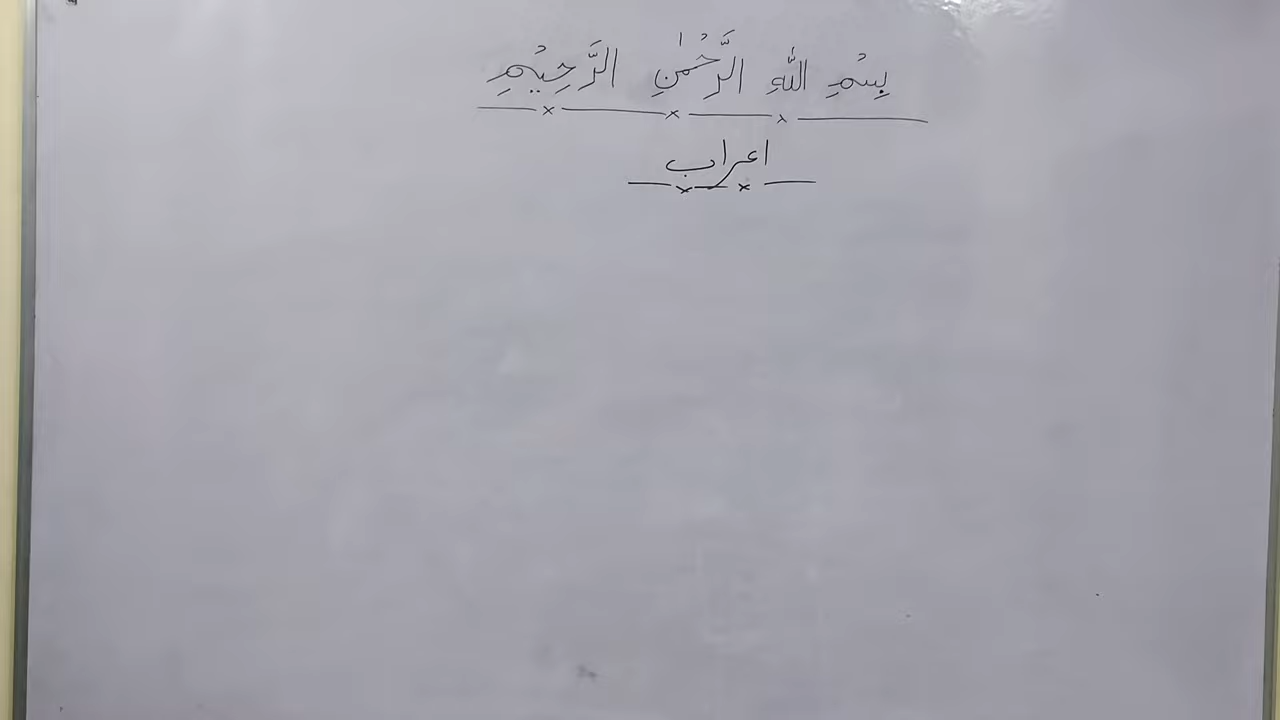 بِسْمِ اللّٰهِ الرَّحْمٰنِ الرَّحِیْمِ
اعراب